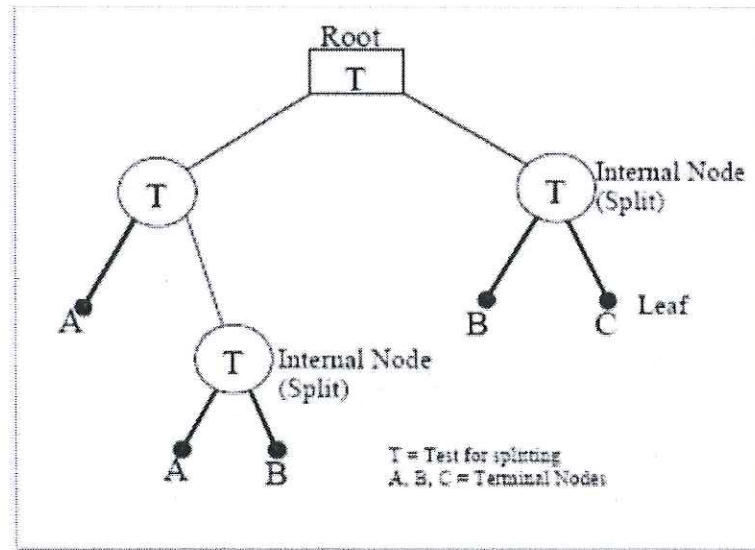 Root
T
T
T
Internal Node
(Split)
A
B
C
Leaf
T
Internal Node
(Split)
A
B
T = Test for splitting
A, B, C = Terminal Nodes